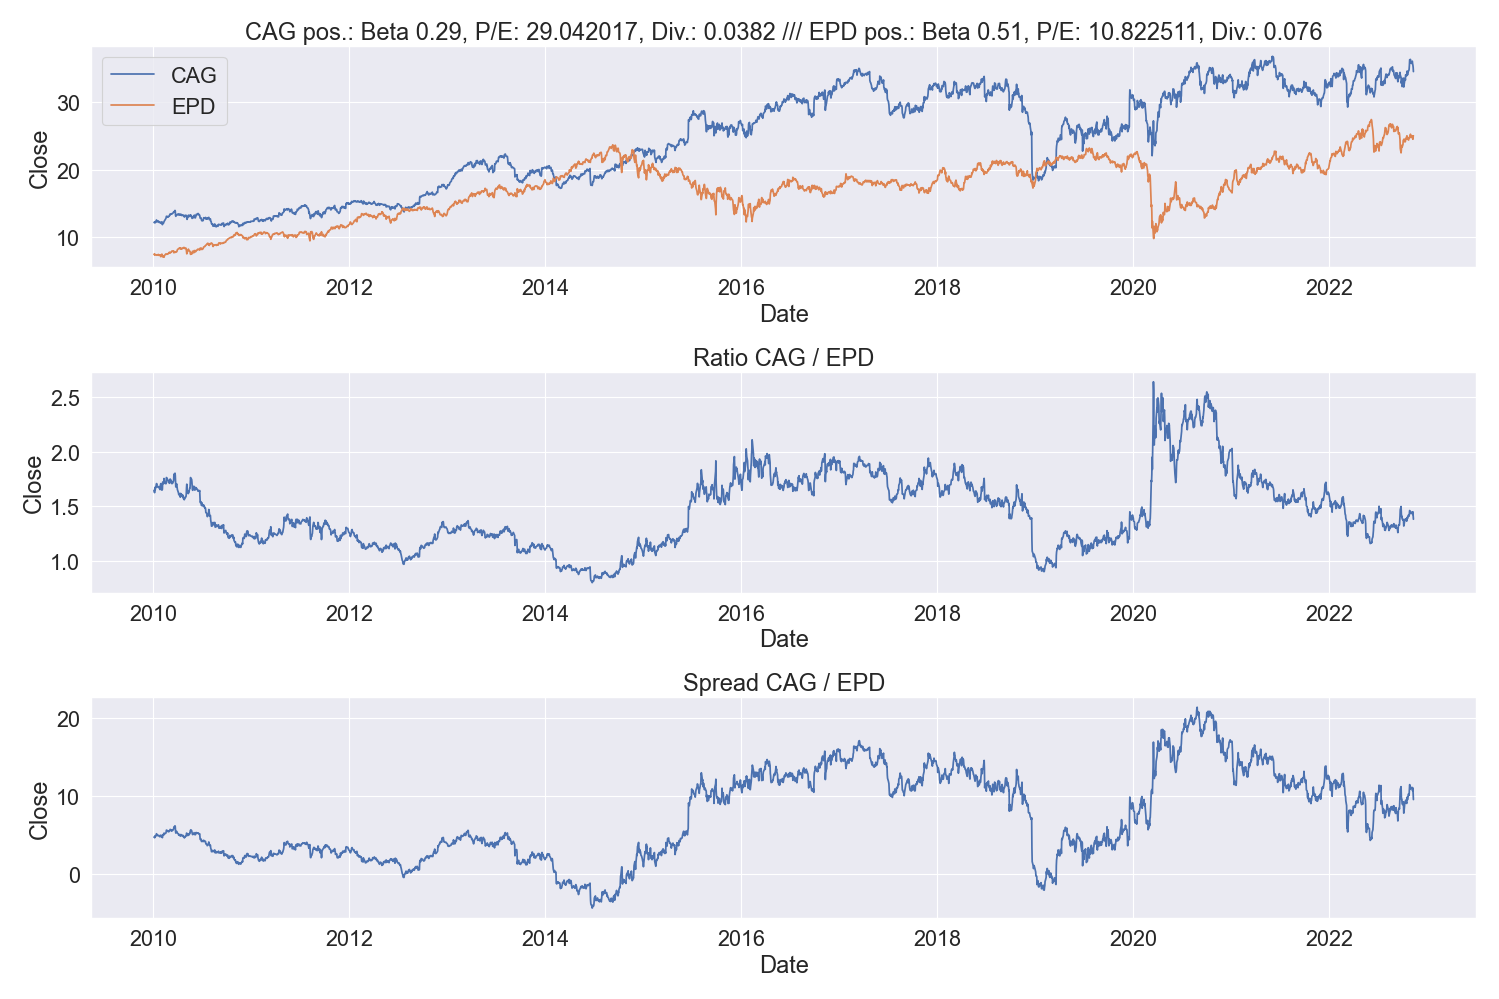 CAG pos.: Beta 0.29, P/E: 29.042017, Div.: 0.0382 /// EPD pos.: Beta 0.51, P/E: 10.822511, Div.: 0.076
CAG
EPD
30
20
10
Close
2010 2012 2014 2016 2018 2020 2022
Date
Ratio CAG / EPD
2.5
2.0
1.5
1.0
Close
2010 2012 2014 2016 2018 2020 2022
Date
Spread CAG / EPD
20
10
0
Close
2010 2012 2014 2016 2018 2020 2022
Date